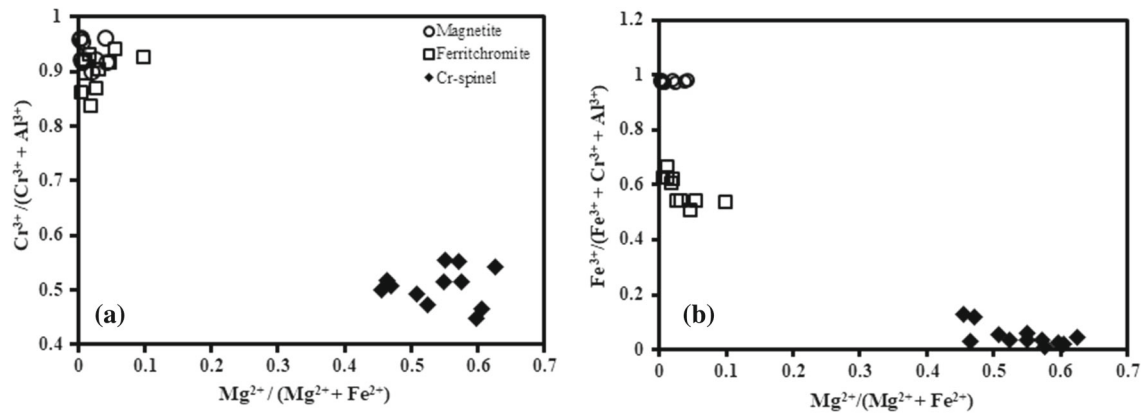 1
0.9
0.8
0.7
0.6
0.5
0.4
Cr³⁺/(Cr³⁺ + Al³⁺)
Magnetite
Ferritchromite
Cr-spinel
(a)
0 0.1 0.2 0.3 0.4 0.5 0.6 0.7
Mg²⁺/ (Mg²⁺ + Fe²⁺)
1.2
1
0.8
0.6
0.4
0.2
0
Fe³⁺/(Fe³⁺ + Cr³⁺ + Al³⁺)
(b)
0 0.1 0.2 0.3 0.4 0.5 0.6 0.7
Mg²⁺/(Mg²⁺ + Fe²⁺)